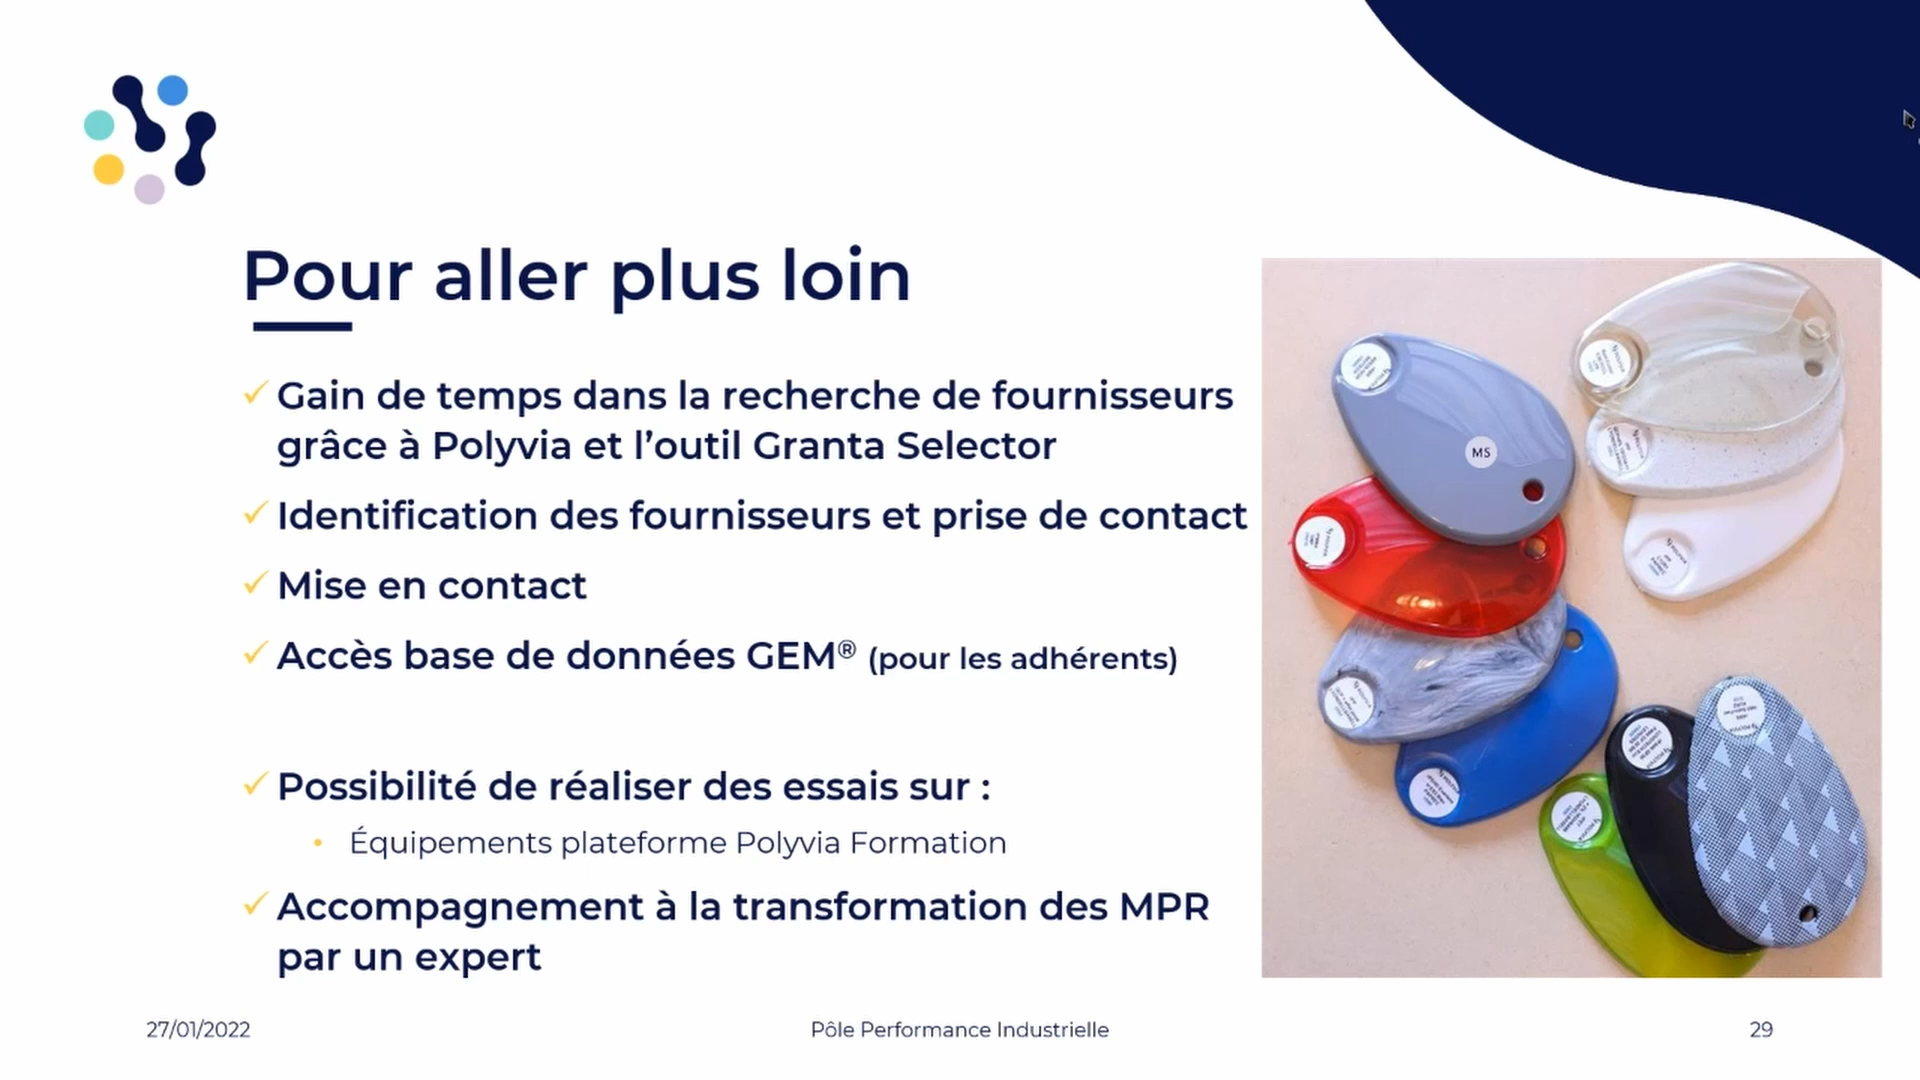 Pour aller plus loin
✓ Gain de temps dans la recherche de fournisseurs
grâce à Polyvia et l’outil Granta Selector
✓ Identification des fournisseurs et prise de contact
✓ Mise en contact
✓ Accès base de données GEM® (pour les adhérents)
✓ Possibilité de réaliser des essais sur :
• Équipements plateforme Polyvia Formation
✓ Accompagnement à la transformation des MPR
par un expert
MS
27/01/2022
Pôle Performance Industrielle
29